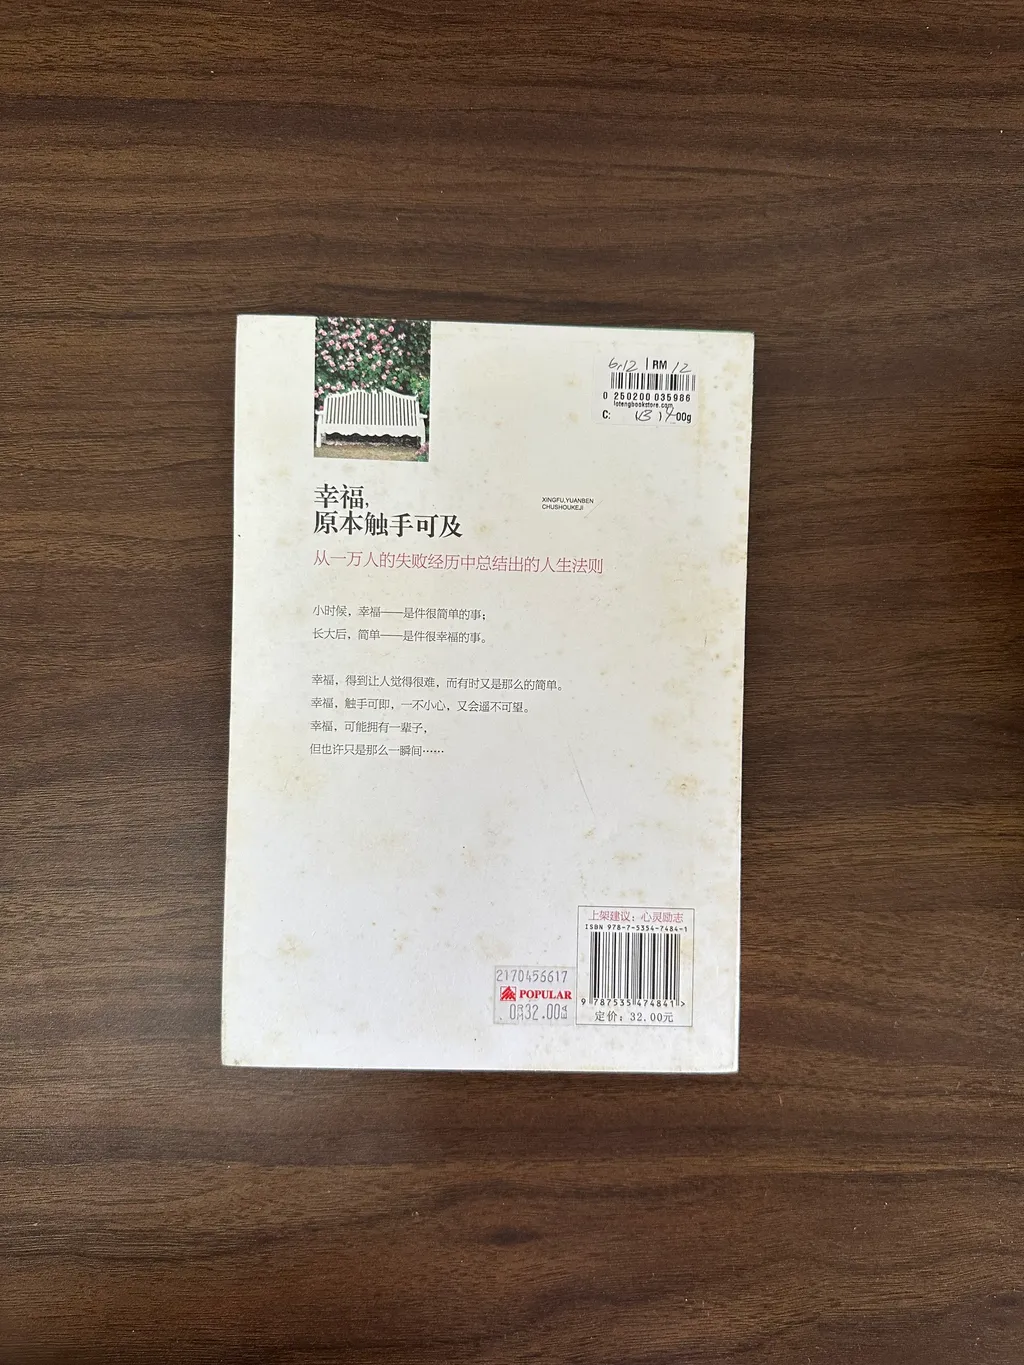 RM 12
0 250200 035986
lotengbookstore.com
C:
00g
幸福，
原本触手可及
XINGFU,YUANBEN
CHUSHOUKEJI
从一万人的失败经历中总结出的人生法则
小时候，幸福——是件很简单的事；
长大后，简单——是件很幸福的事。
幸福，得到让人觉得很难，而有时又是那么的简单。
幸福，触手可即，一不小心，又会遥不可望。
幸福，可能拥有一辈子，
但也许只是那么一瞬间……
上架建议：心灵励志
ISBN 978-7-5354-7484-1
9 787535 474841 >
定价：32.00元
2170456617
POPULAR
32.00